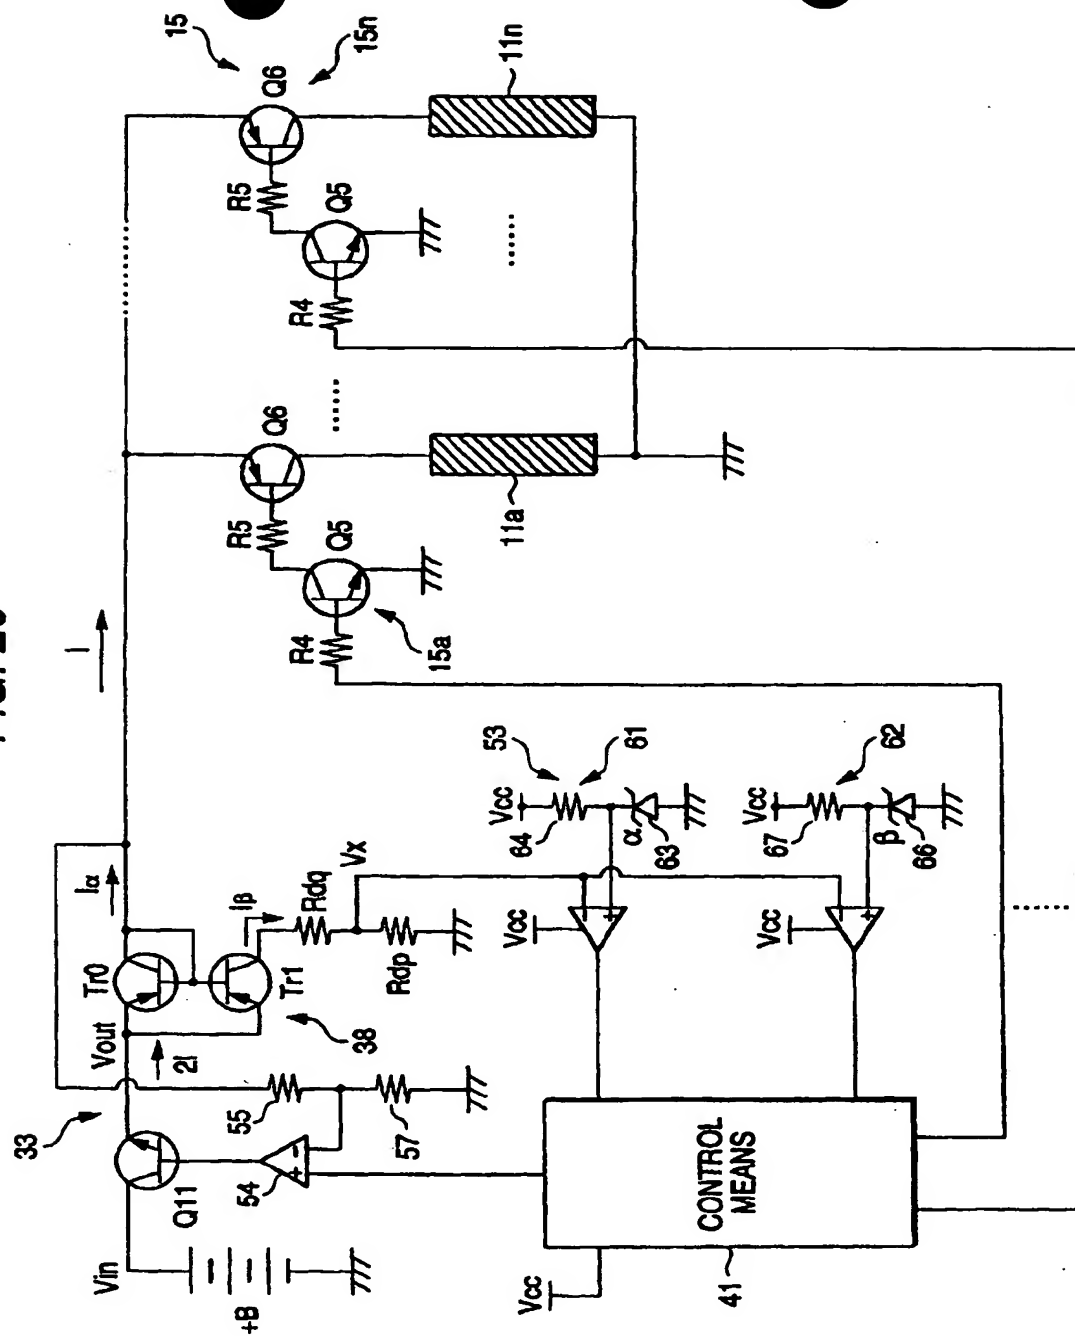 I
15
15n
Q6
R5
Q5
R4
11n
Q6
R5
Q5
R4
15a
11a
33
Vin
+B
Q11
Vout
2I
Tr0
Iα
Iβ
Tr1
38
Rdq
Vx
Rdp
55
57
54
+
-
53
Vcc
64
61
α
63
Vcc
-
+
62
Vcc
67
β
66
Vcc
-
+
CONTROL
MEANS
41
Vcc